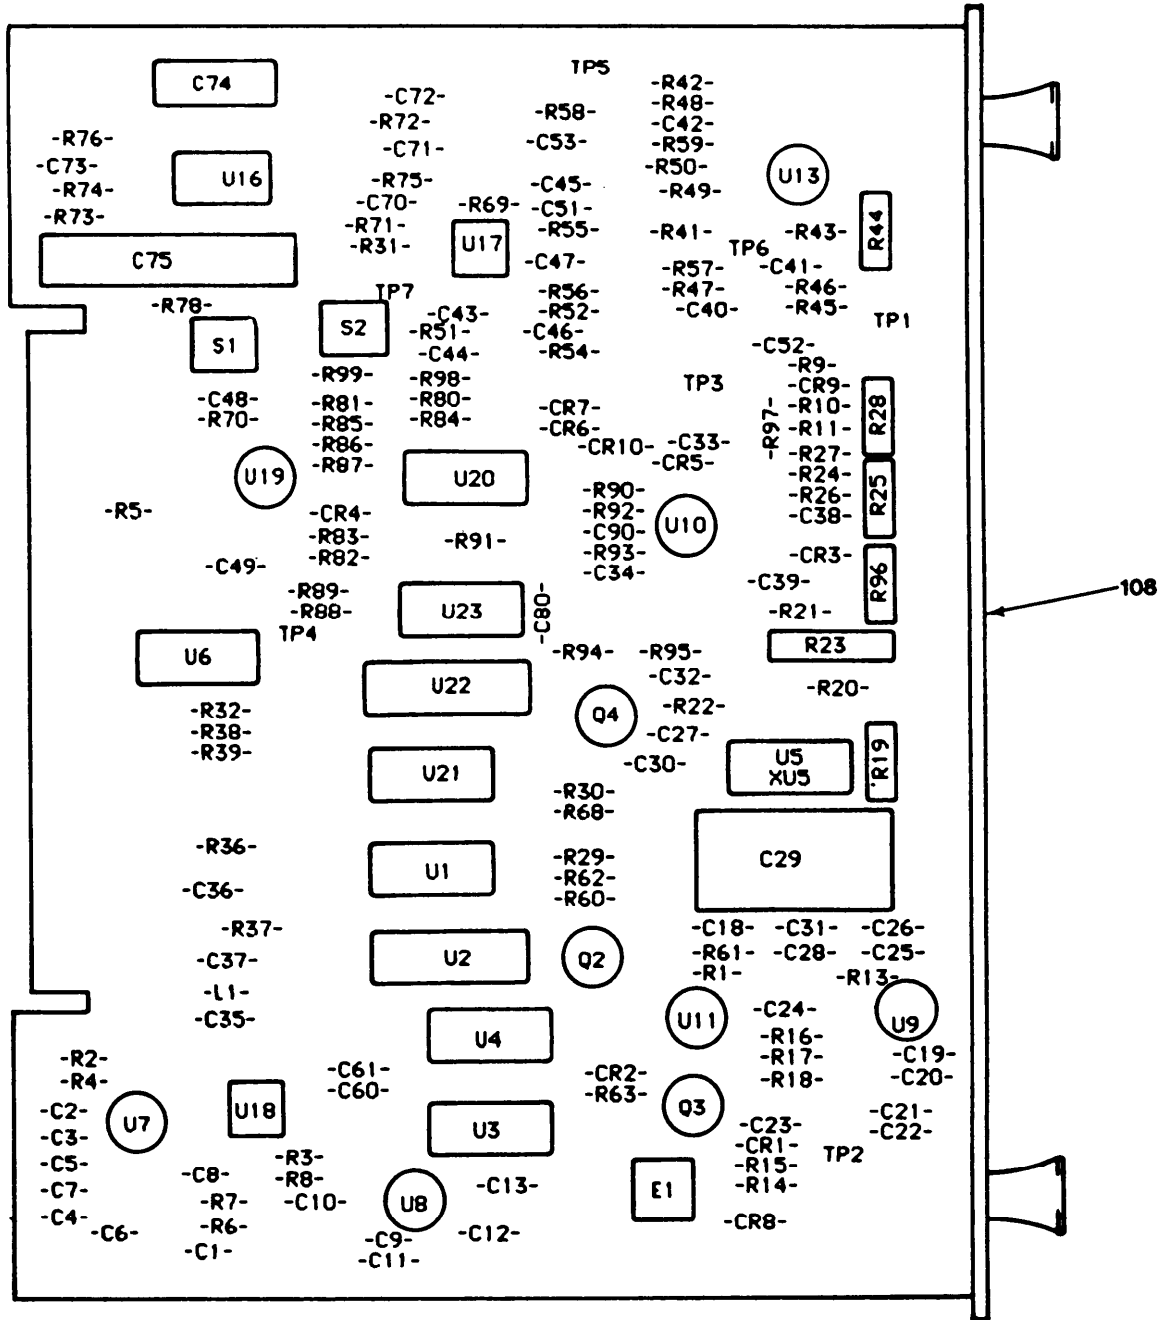 TP5
C74
-R42-
-C72-
-R48-
-R58-
-R72-
-C42-
-R76-
-C53-
-R59-
-C71-
-C73-
-R50-
U13
U16
-R75-
-C45-
-R74-
-R49-
-C70-
-R69-
-C51-
-R73-
-R71-
-R55-
-R41-
-R43-
R44
-R31-
U17
TP6
C75
-C47-
-R57-
-C41-
-R56-
-R47-
-R46-
TP7
-R78-
-C43-
-R52-
-C40-
-R45-
TP1
S2
-R51-
-C46-
S1
-C44-
-R54-
-C52-
-R9-
-R99-
-R98-
TP3
-CR9-
-C48-
-R81-
-R80-
-CR7-
-R10-
R28
-R70-
-R85-
-R84-
-CR6-
-R97-
-R11-
-R86-
-CR10-
-C33-
-R27-
-R87-
-CR5-
U19
U20
-R24-
-R90-
-R26-
R25
-R5-
-CR4-
-R92-
-C38-
U10
-R83-
-R91-
-C90-
-R82-
-R93-
-CR3-
-C49-
-C34-
R96
-C39-
-R89-
108
-R88-
U23
-C80-
-R21-
TP4
R23
U6
-R94-
-R95-
U22
-C32-
-R20-
-R32-
Q4
-R22-
-R38-
-C27-
-R39-
U5
R19
U21
-C30-
XU5
-R30-
-R68-
-R36-
-R29-
C29
U1
-R62-
-C36-
-R60-
-R37-
-C18-
-C31-
-C26-
-C37-
U2
Q2
-R61-
-C28-
-C25-
-R1-
-R13-
-L1-
-C35-
U11
-C24-
U9
U4
-R16-
-R2-
-R17-
-C19-
-R4-
-C61-
-CR2-
-R18-
-C20-
-C60-
-R63-
-C2-
U7
U18
Q3
-C21-
-C3-
U3
-C23-
-C22-
-CR1-
TP2
-C5-
-R3-
-R15-
-C8-
-R8-
-C13-
E1
-R14-
-C7-
-R7-
-C10-
U8
-C4-
-R6-
-CR8-
-C6-
-C9-
-C12-
-C1-
-C11-